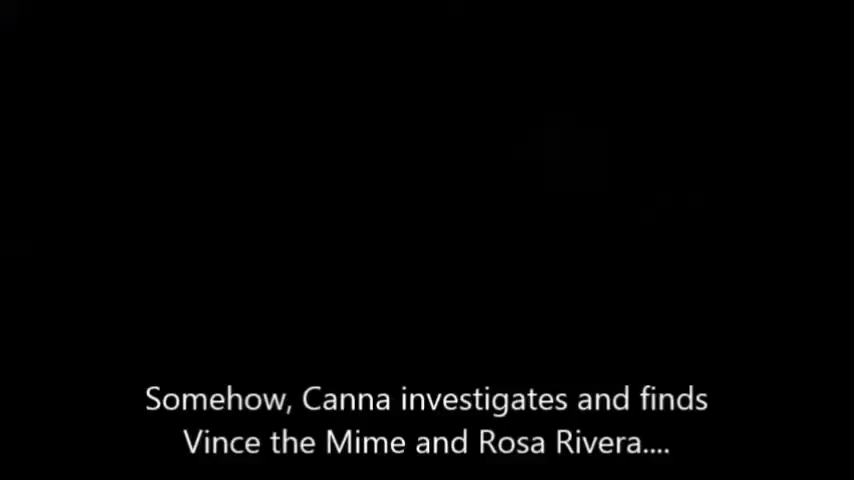 Somehow, Canna investigates and finds
Vince the Mime and Rosa Rivera....